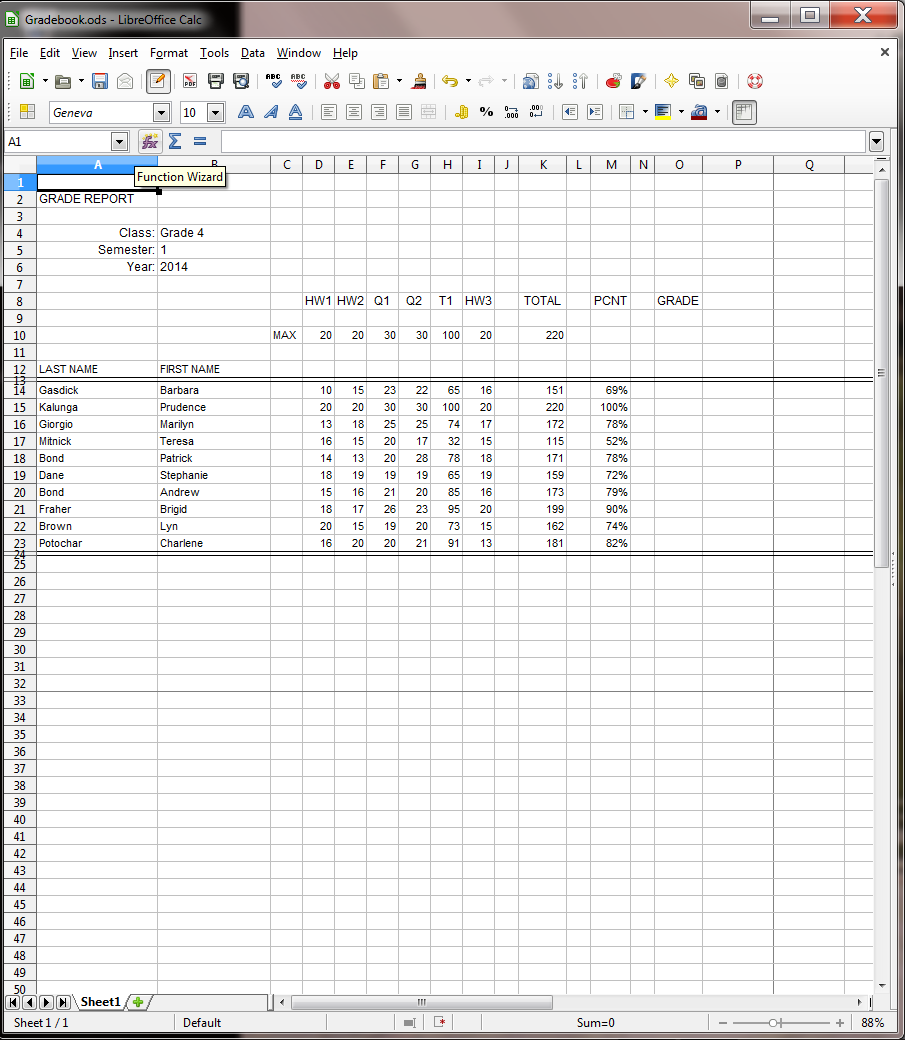 Gradebook.ods - LibreOffice Calc
File Edit View Insert Format Tools Data Window Help
PDF ABC ABC
Geneva 10 % .000 .00
A1
Function Wizard
A B C D E F G H I J K L M N O P Q
1
2 GRADE REPORT
3
4 Class: Grade 4
5 Semester: 1
6 Year: 2014
7
8 HW1 HW2 Q1 Q2 T1 HW3 TOTAL PCNT GRADE
9
10 MAX 20 20 30 30 100 20 220
11
12 LAST NAME FIRST NAME
13
14 Gasdick Barbara 10 15 23 22 65 16 151 69%
15 Kalunga Prudence 20 20 30 30 100 20 220 100%
16 Giorgio Marilyn 13 18 25 25 74 17 172 78%
17 Mitnick Teresa 16 15 20 17 32 15 115 52%
18 Bond Patrick 14 13 20 28 78 18 171 78%
19 Dane Stephanie 18 19 19 19 65 19 159 72%
20 Bond Andrew 15 16 21 20 85 16 173 79%
21 Fraher Brigid 18 17 26 23 95 20 199 90%
22 Brown Lyn 20 15 19 20 73 15 162 74%
23 Potochar Charlene 16 20 20 21 91 13 181 82%
24
25
26
27
28
29
30
31
32
33
34
35
36
37
38
39
40
41
42
43
44
45
46
47
48
49
50
Sheet1
Sheet 1 / 1 Default Sum=0 88%